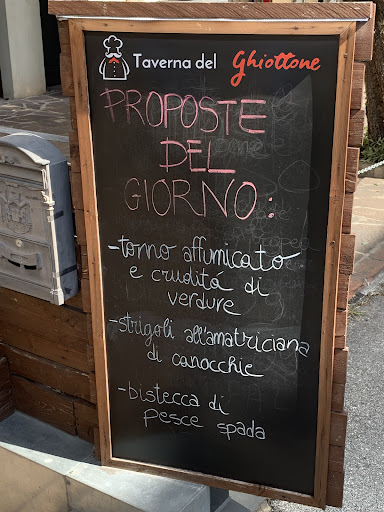 Taverna del Ghiottone
PROPOSTE
DEL
GIORNO:
-tonno affumicato
e cruditá di
verdure
-strigoli all'amatriciana
di canocchie
-bistecca di
pesce spada